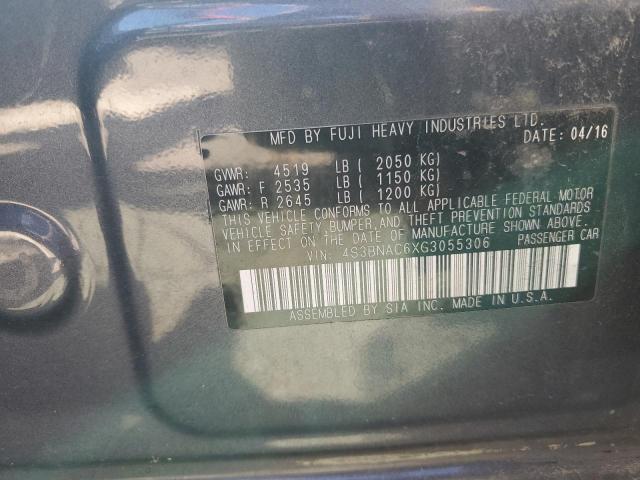 MFD BY FUJI HEAVY INDUSTRIES LTD.
DATE: 04/16
GVWR: 4519 LB ( 2050 KG)
GAWR: F 2535 LB ( 1150 KG)
GAWR: R 2645 LB ( 1200 KG)
THIS VEHICLE CONFORMS TO ALL APPLICABLE FEDERAL MOTOR
VEHICLE SAFETY,BUMPER,AND THEFT PREVENTION STANDARDS
IN EFFECT ON THE DATE OF MANUFACTURE SHOWN ABOVE.
VIN: 4S3BNAC6XG3055306 PASSENGER CAR
ASSEMBLED BY SIA INC. MADE IN U.S.A.